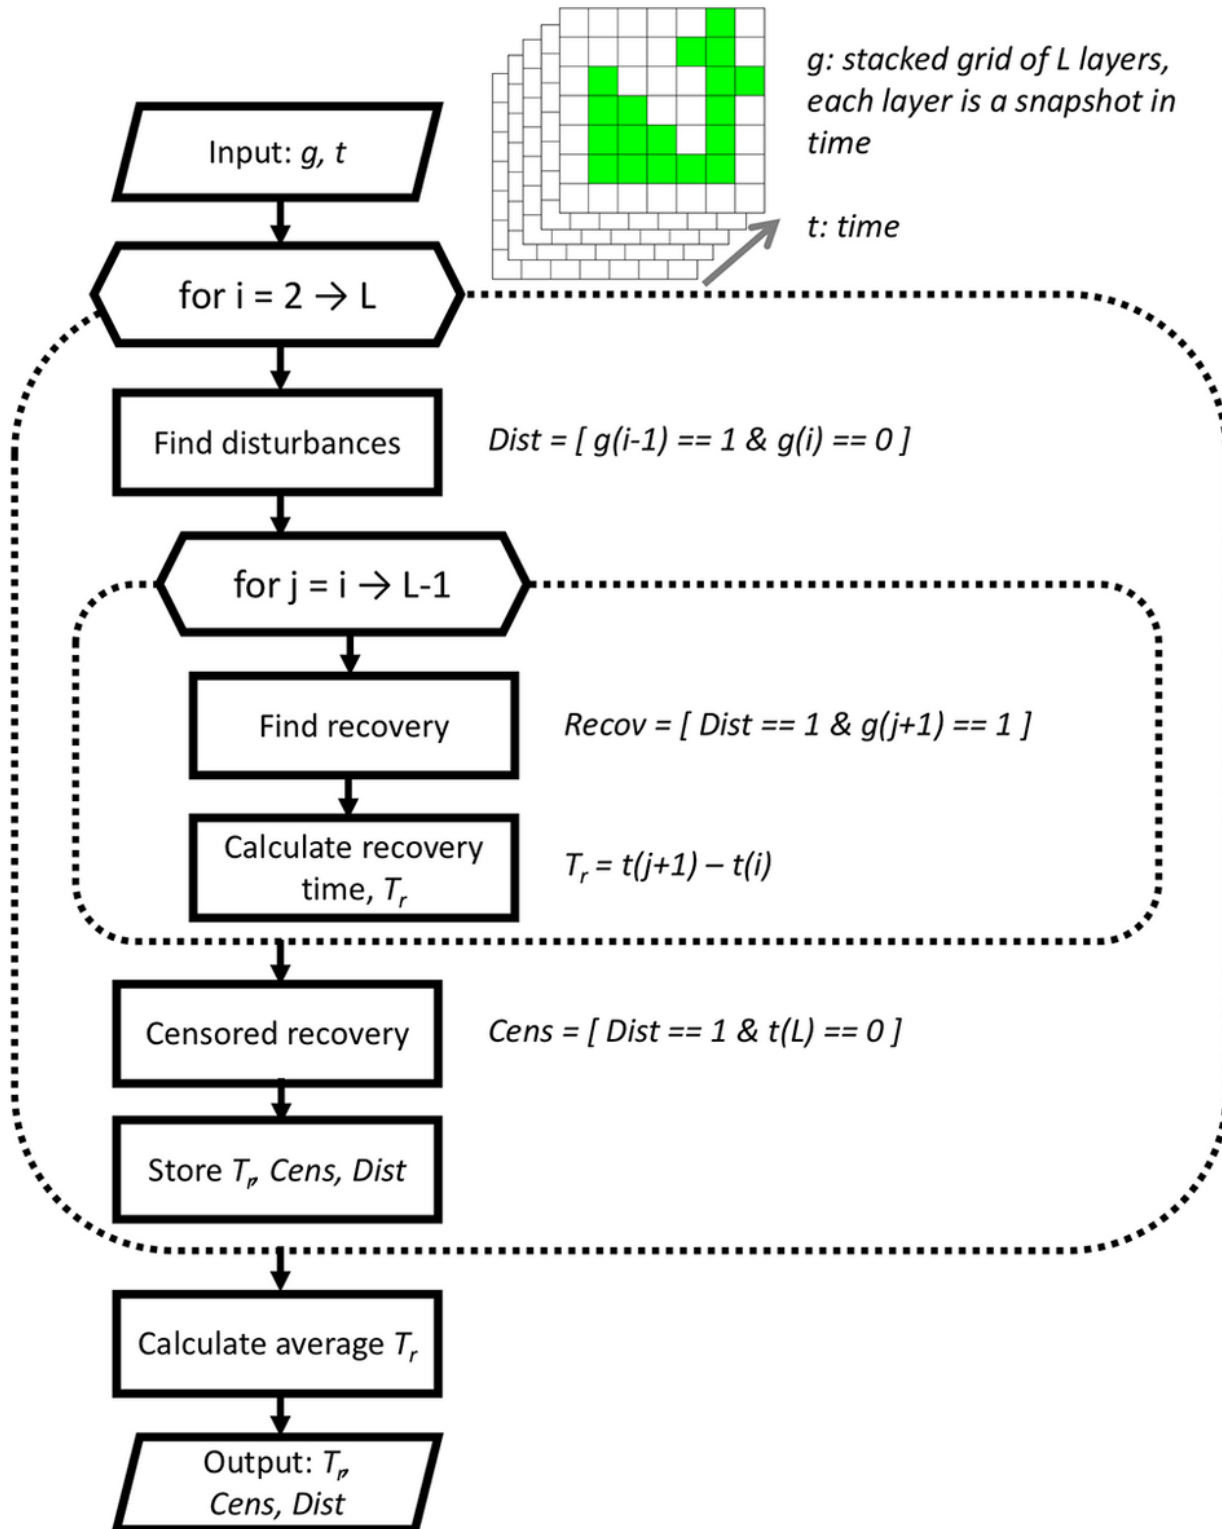 g: stacked grid of L layers,
each layer is a snapshot in
time
t: time
Input: g, t
for i = 2 → L
Find disturbances
Dist = [ g(i-1) == 1 & g(i) == 0 ]
for j = i → L-1
Find recovery
Recov = [ Dist == 1 & g(j+1) == 1 ]
Calculate recovery
time, Tr
Tr = t(j+1) – t(i)
Censored recovery
Cens = [ Dist == 1 & t(L) == 0 ]
Store Tr, Cens, Dist
Calculate average Tr
Output: Tr,
Cens, Dist